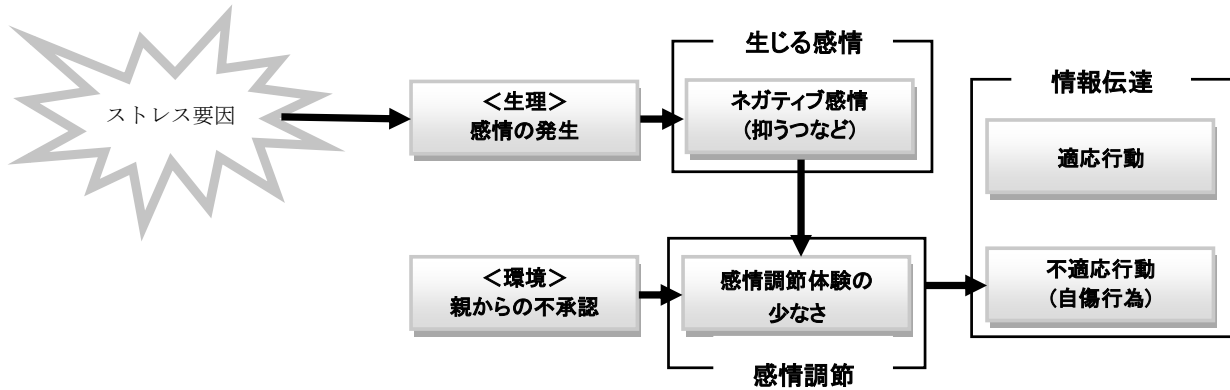 生じる感情
情報伝達
ストレス要因
＜生理＞
感情の発生
ネガティブ感情
（抑うつなど）
適応行動
＜環境＞
親からの不承認
感情調節体験の
少なさ
不適応行動
（自傷行為）
感情調節